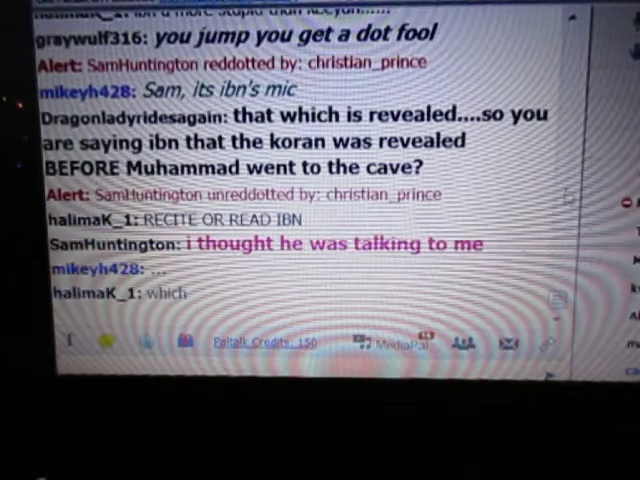 graywulf316: you jump you get a dot fool
Alert: SamHuntington reddotted by: christian_prince
mikeyh428: Sam, its ibn's mic
Dragonladyridesagain: that which is revealed....so you
are saying ibn that the koran was revealed
BEFORE Muhammad went to the cave?
Alert: SamHuntington unreddotted by: christian_prince
halimaK_1: RECITE OR READ IBN
SamHuntington: i thought he was talking to me
mikeyh428: ...
halimaK_1: which
Paltalk Credits: 150 MediaPal